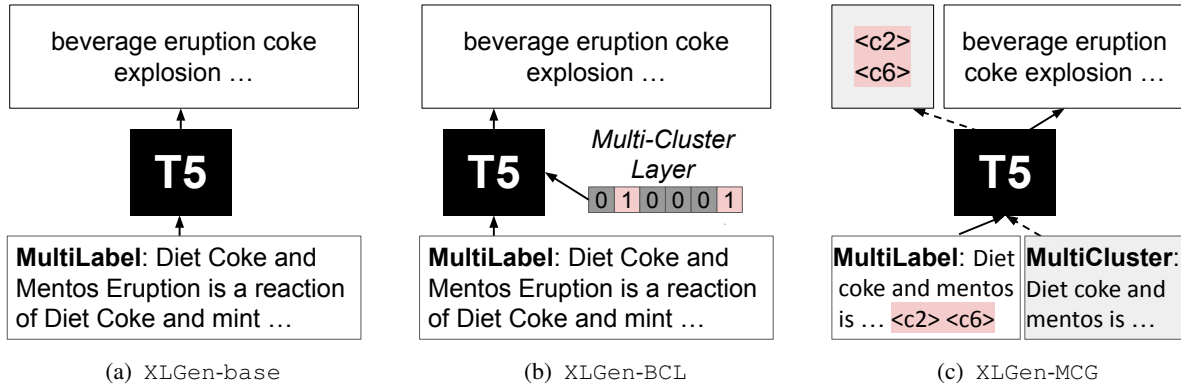 beverage eruption coke
explosion …
T5
MultiLabel: Diet Coke and
Mentos Eruption is a reaction
of Diet Coke and mint …
(a) XLGen-base
beverage eruption coke
explosion …
T5
Multi-Cluster
Layer
0 1 0 0 0 1
MultiLabel: Diet Coke and
Mentos Eruption is a reaction
of Diet Coke and mint …
(b) XLGen-BCL
<c2>
<c6>
beverage eruption
coke explosion …
T5
MultiLabel: Diet
coke and mentos
is … <c2> <c6>
MultiCluster:
Diet coke and
mentos is …
(c) XLGen-MCG